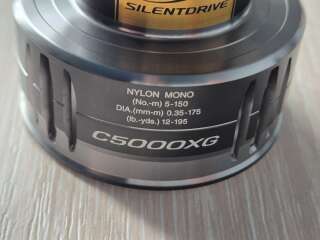 SILENTDRIVE
NYLON MONO
(No.-m) 5-150
DIA.(mm-m) 0.35-175
(lb.-yds.) 12-195
C5000XG